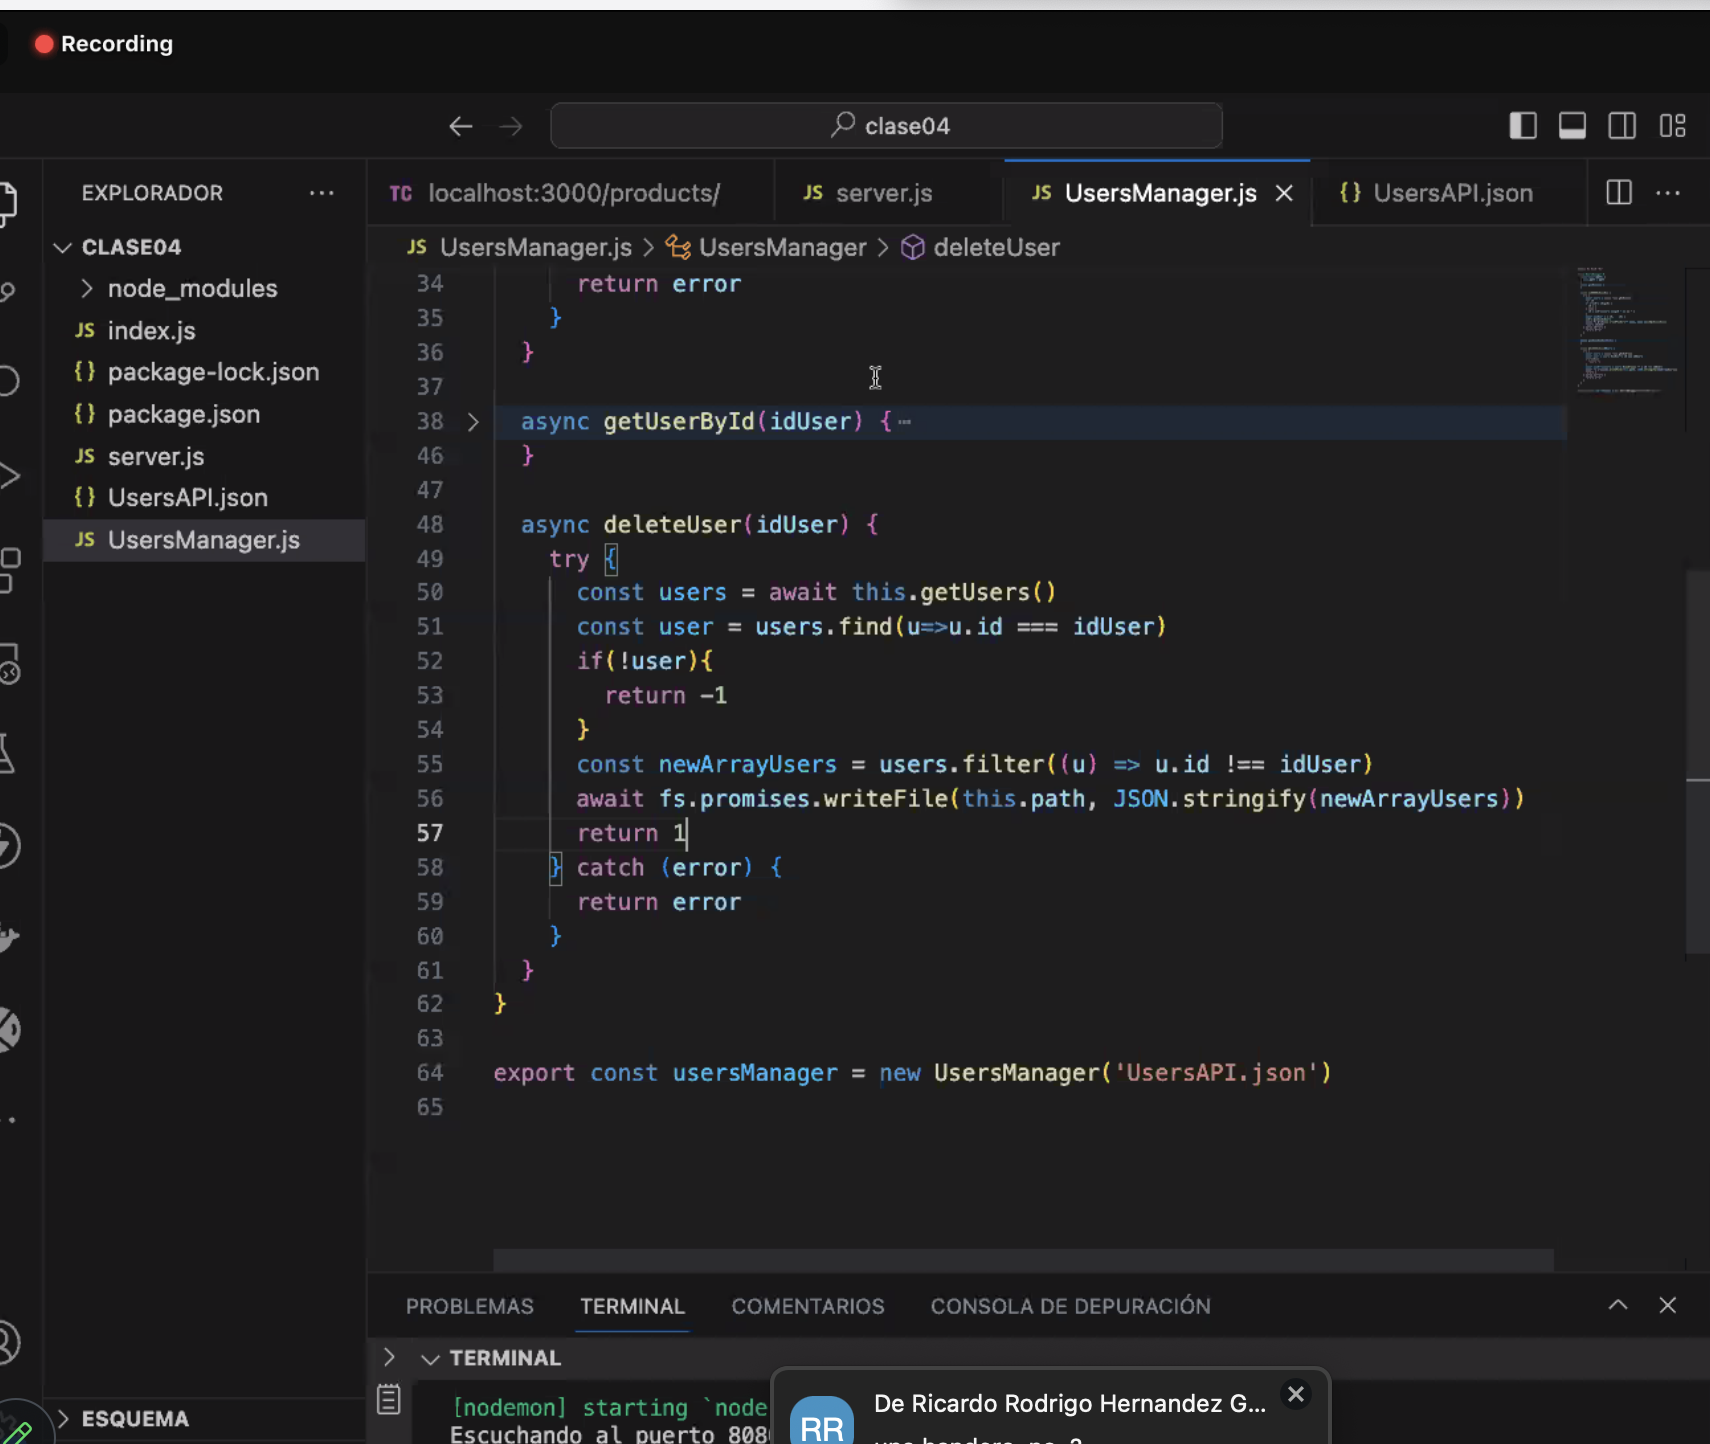 Recording
clase04
EXPLORADOR ...
CLASE04
node_modules
JS index.js
{} package-lock.json
{} package.json
JS server.js
{} UsersAPI.json
JS UsersManager.js
ESQUEMA
TC localhost:3000/products/
JS server.js
JS UsersManager.js
{} UsersAPI.json
JS UsersManager.js > UsersManager > deleteUser
34 return error
35 }
36 }
37
38 async getUserById(idUser) {
46 }
47
48 async deleteUser(idUser) {
49 try {
50 const users = await this.getUsers()
51 const user = users.find(u=>u.id === idUser)
52 if(!user){
53 return -1
54 }
55 const newArrayUsers = users.filter((u) => u.id !== idUser)
56 await fs.promises.writeFile(this.path, JSON.stringify(newArrayUsers))
57 return 1
58 } catch (error) {
59 return error
60 }
61 }
62 }
63
64 export const usersManager = new UsersManager('UsersAPI.json')
65
PROBLEMAS TERMINAL COMENTARIOS CONSOLA DE DEPURACIÓN
TERMINAL
[nodemon] starting `node
Escuchando al puerto 808
RR
De Ricardo Rodrigo Hernandez G...